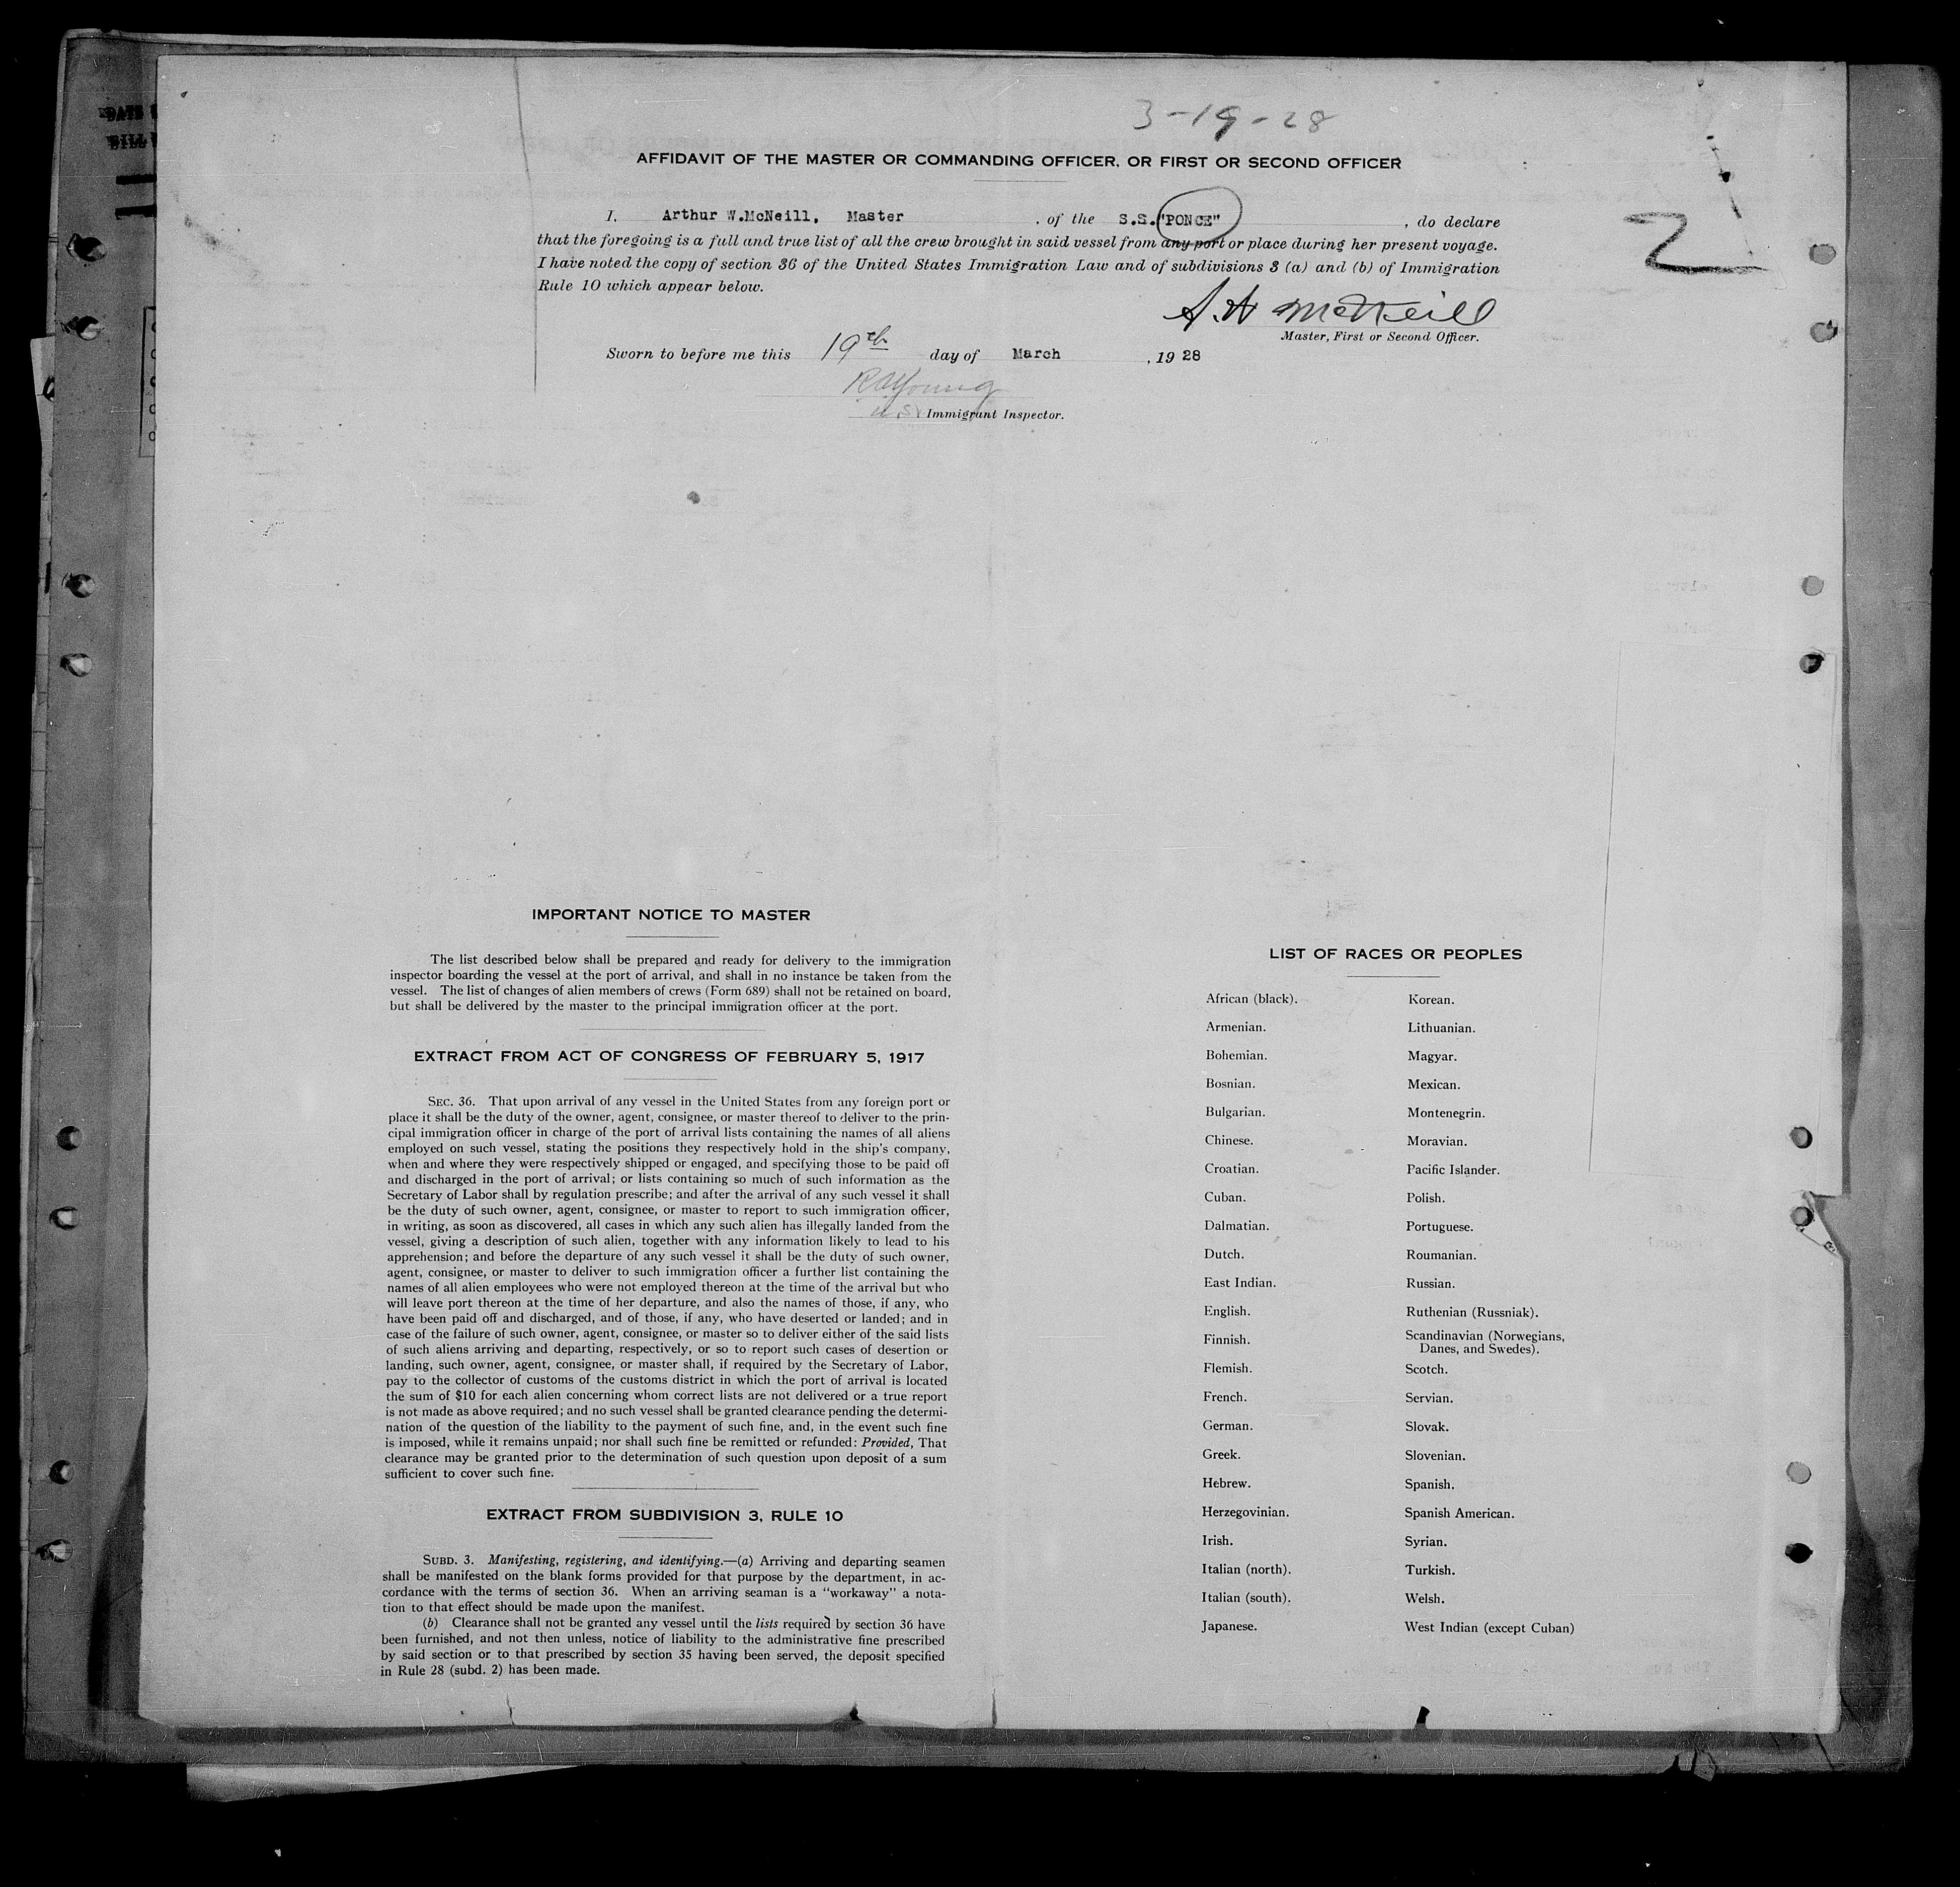 3-19-28
AFFIDAVIT OF THE MASTER OR COMMANDING OFFICER, OR FIRST OR SECOND OFFICER
I, Arthur W.McNeill, Master, of the S.S."PONCE", do declare
that the foregoing is a full and true list of all the crew brought in said vessel from any port or place during her present voyage.
I have noted the copy of section 36 of the United States Immigration Law and of subdivisions 3 (a) and (b) of Immigration
Rule 10 which appear below.
2
A. W McNeill
Master, First or Second Officer.
Sworn to before me this 19th day of March, 1928
R A Young
U.S. Immigrant Inspector.
IMPORTANT NOTICE TO MASTER
The list described below shall be prepared and ready for delivery to the immigration
inspector boarding the vessel at the port of arrival, and shall in no instance be taken from the
vessel. The list of changes of alien members of crews (Form 689) shall not be retained on board,
but shall be delivered by the master to the principal immigration officer at the port.
EXTRACT FROM ACT OF CONGRESS OF FEBRUARY 5, 1917
SEC. 36. That upon arrival of any vessel in the United States from any foreign port or
place it shall be the duty of the owner, agent, consignee, or master thereof to deliver to the prin-
cipal immigration officer in charge of the port of arrival lists containing the names of all aliens
employed on such vessel, stating the positions they respectively hold in the ship's company,
when and where they were respectively shipped or engaged, and specifying those to be paid off
and discharged in the port of arrival; or lists containing so much of such information as the
Secretary of Labor shall by regulation prescribe; and after the arrival of any such vessel it shall
be the duty of such owner, agent, consignee, or master to report to such immigration officer,
in writing, as soon as discovered, all cases in which any such alien has illegally landed from the
vessel, giving a description of such alien, together with any information likely to lead to his
apprehension; and before the departure of any such vessel it shall be the duty of such owner,
agent, consignee, or master to deliver to such immigration officer a further list containing the
names of all alien employees who were not employed thereon at the time of the arrival but who
will leave port thereon at the time of her departure, and also the names of those, if any, who
have been paid off and discharged, and of those, if any, who have deserted or landed; and in
case of the failure of such owner, agent, consignee, or master so to deliver either of the said lists
of such aliens arriving and departing, respectively, or so to report such cases of desertion or
landing, such owner, agent, consignee, or master shall, if required by the Secretary of Labor,
pay to the collector of customs of the customs district in which the port of arrival is located
the sum of $10 for each alien concerning whom correct lists are not delivered or a true report
is not made as above required; and no such vessel shall be granted clearance pending the determi-
nation of the question of the liability to the payment of such fine, and, in the event such fine
is imposed, while it remains unpaid; nor shall such fine be remitted or refunded: Provided, That
clearance may be granted prior to the determination of such question upon deposit of a sum
sufficient to cover such fine.
EXTRACT FROM SUBDIVISION 3, RULE 10
SUBD. 3. Manifesting, registering, and identifying.—(a) Arriving and departing seamen
shall be manifested on the blank forms provided for that purpose by the department, in ac-
cordance with the terms of section 36. When an arriving seaman is a "workaway" a nota-
tion to that effect should be made upon the manifest.
(b) Clearance shall not be granted any vessel until the lists required by section 36 have
been furnished, and not then unless, notice of liability to the administrative fine prescribed
by said section or to that prescribed by section 35 having been served, the deposit specified
in Rule 28 (subd. 2) has been made.
LIST OF RACES OR PEOPLES
African (black).
Armenian.
Bohemian.
Bosnian.
Bulgarian.
Chinese.
Croatian.
Cuban.
Dalmatian.
Dutch.
East Indian.
English.
Finnish.
Flemish.
French.
German.
Greek.
Hebrew.
Herzegovinian.
Irish.
Italian (north).
Italian (south).
Japanese.
Korean.
Lithuanian.
Magyar.
Mexican.
Montenegrin.
Moravian.
Pacific Islander.
Polish.
Portuguese.
Roumanian.
Russian.
Ruthenian (Russniak).
Scandinavian (Norwegians,
Danes, and Swedes).
Scotch.
Servian.
Slovak.
Slovenian.
Spanish.
Spanish American.
Syrian.
Turkish.
Welsh.
West Indian (except Cuban)